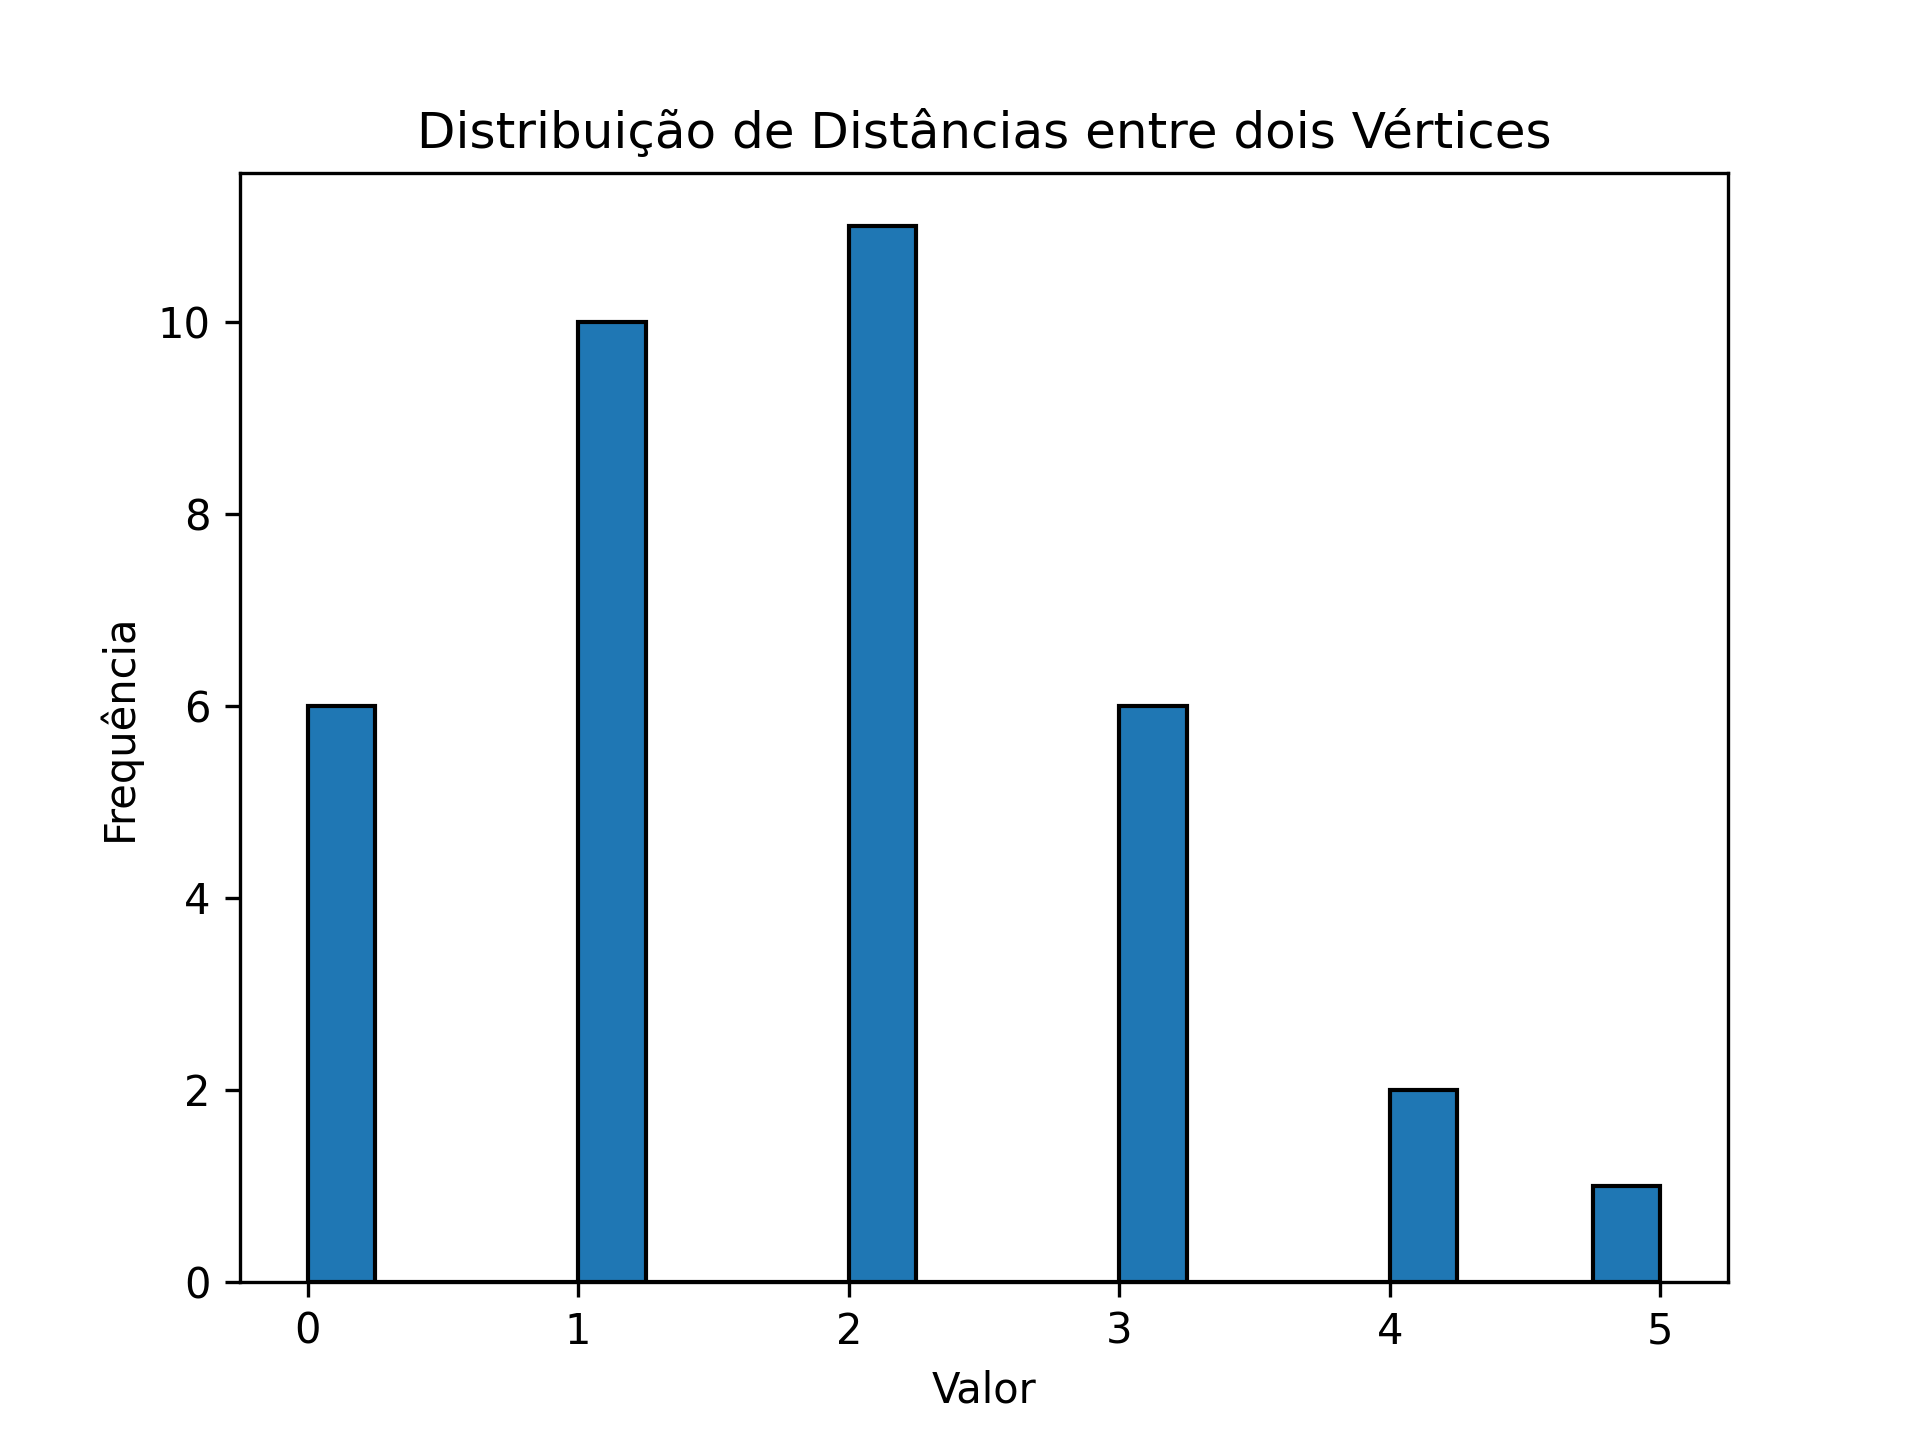 Distribuição de Distâncias entre dois Vértices
10
8
6
4
2
0
Frequência
0 1 2 3 4 5
Valor